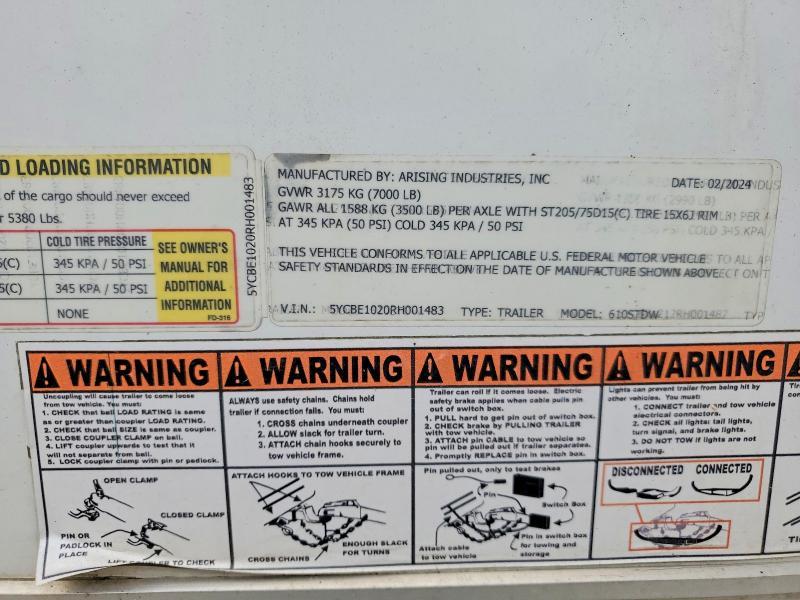 D LOADING INFORMATION
of the cargo should never exceed
r 5380 Lbs.
COLD TIRE PRESSURE
5(C) 345 KPA / 50 PSI
5(C) 345 KPA / 50 PSI
NONE
SEE OWNER'S
MANUAL FOR
ADDITIONAL
INFORMATION
FD-316
5YCBE1020RH001483
MANUFACTURED BY: ARISING INDUSTRIES, INC DATE: 02/2024
GVWR 3175 KG (7000 LB)
GAWR ALL 1588 KG (3500 LB) PER AXLE WITH ST205/75D15(C) TIRE 15X6J RIM
AT 345 KPA (50 PSI) COLD 345 KPA / 50 PSI
THIS VEHICLE CONFORMS TO ALL APPLICABLE U.S. FEDERAL MOTOR VEHICLE
SAFETY STANDARDS IN EFFECT ON THE DATE OF MANUFACTURE SHOWN ABOVE
V.I.N.: 5YCBE1020RH001483 TYPE: TRAILER MODEL: 610STDW
WARNING
Uncoupling will cause trailer to come loose
from tow vehicle. You must:
1. CHECK that ball LOAD RATING is same
as or greater than coupler LOAD RATING.
2. CHECK that ball SIZE is same as coupler.
3. CLOSE COUPLER CLAMP on ball.
4. LIFT coupler upwards to test that it
will not separate from ball.
5. LOCK coupler clamp with pin or padlock.
OPEN CLAMP
CLOSED CLAMP
PIN OR
PADLOCK IN
PLACE
LIFT COUPLER TO CHECK
WARNING
ALWAYS use safety chains. Chains hold
trailer if connection fails. You must:
1. CROSS chains underneath coupler
2. ALLOW slack for trailer turn.
3. ATTACH chain hooks securely to
tow vehicle frame.
ATTACH HOOKS TO TOW VEHICLE FRAME
CROSS CHAINS
ENOUGH SLACK
FOR TURNS
WARNING
Trailer can roll if it comes loose. Electric
safety brake applies when cable pulls pin
out of switch box.
1. PULL hard to get pin out of switch box.
2. CHECK brake by PULLING TRAILER
with tow vehicle.
3. ATTACH pin CABLE to tow vehicle so
pin will be pulled out if trailer separates.
4. Promptly REPLACE pin in switch box.
Pin pulled out, only to test brakes
Pin
Switch Box
Attach cable
to tow vehicle
Pin in switch box
for towing and
storage
WARNING
Lights can prevent trailer from being hit by
other vehicles. You must:
1. CONNECT trailer and tow vehicle
electrical connectors.
2. CHECK all lights: tail lights,
turn signal, and brake lights.
3. DO NOT TOW if lights are not
working.
DISCONNECTED CONNECTED